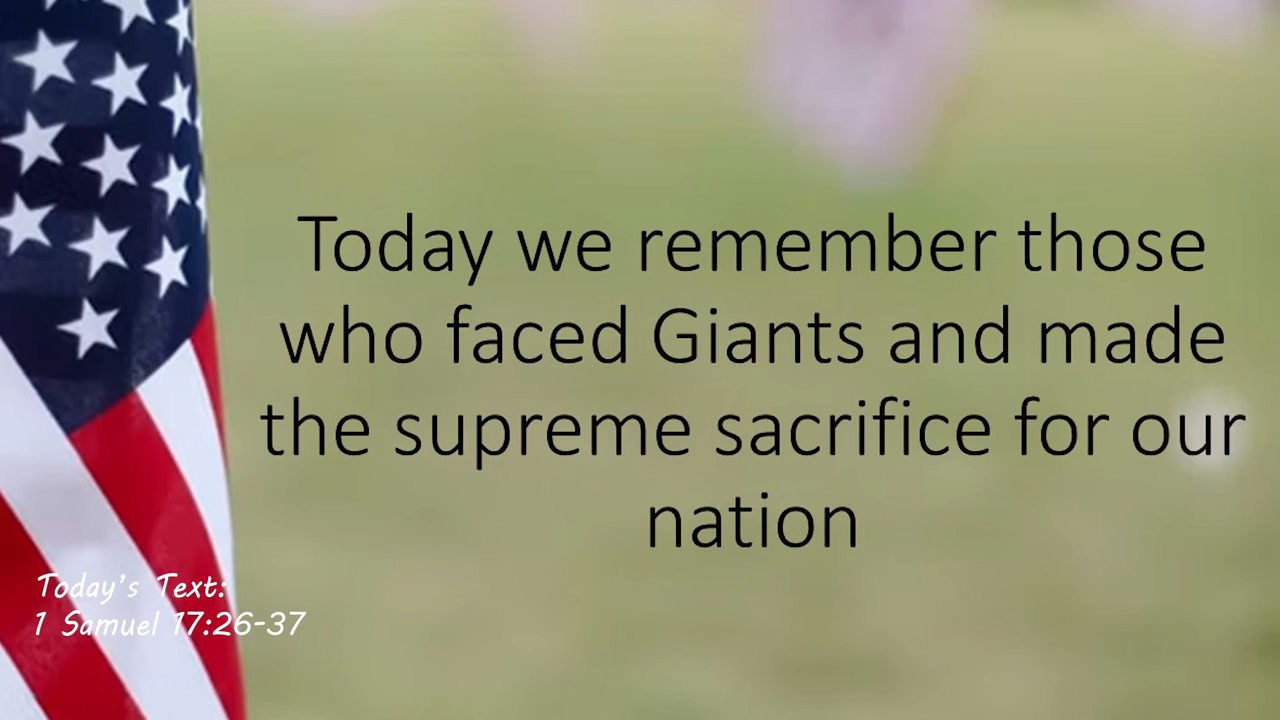 Today we remember those
who faced Giants and made
the supreme sacrifice for our
nation
Today's Text:
1 Samuel 17:26-37